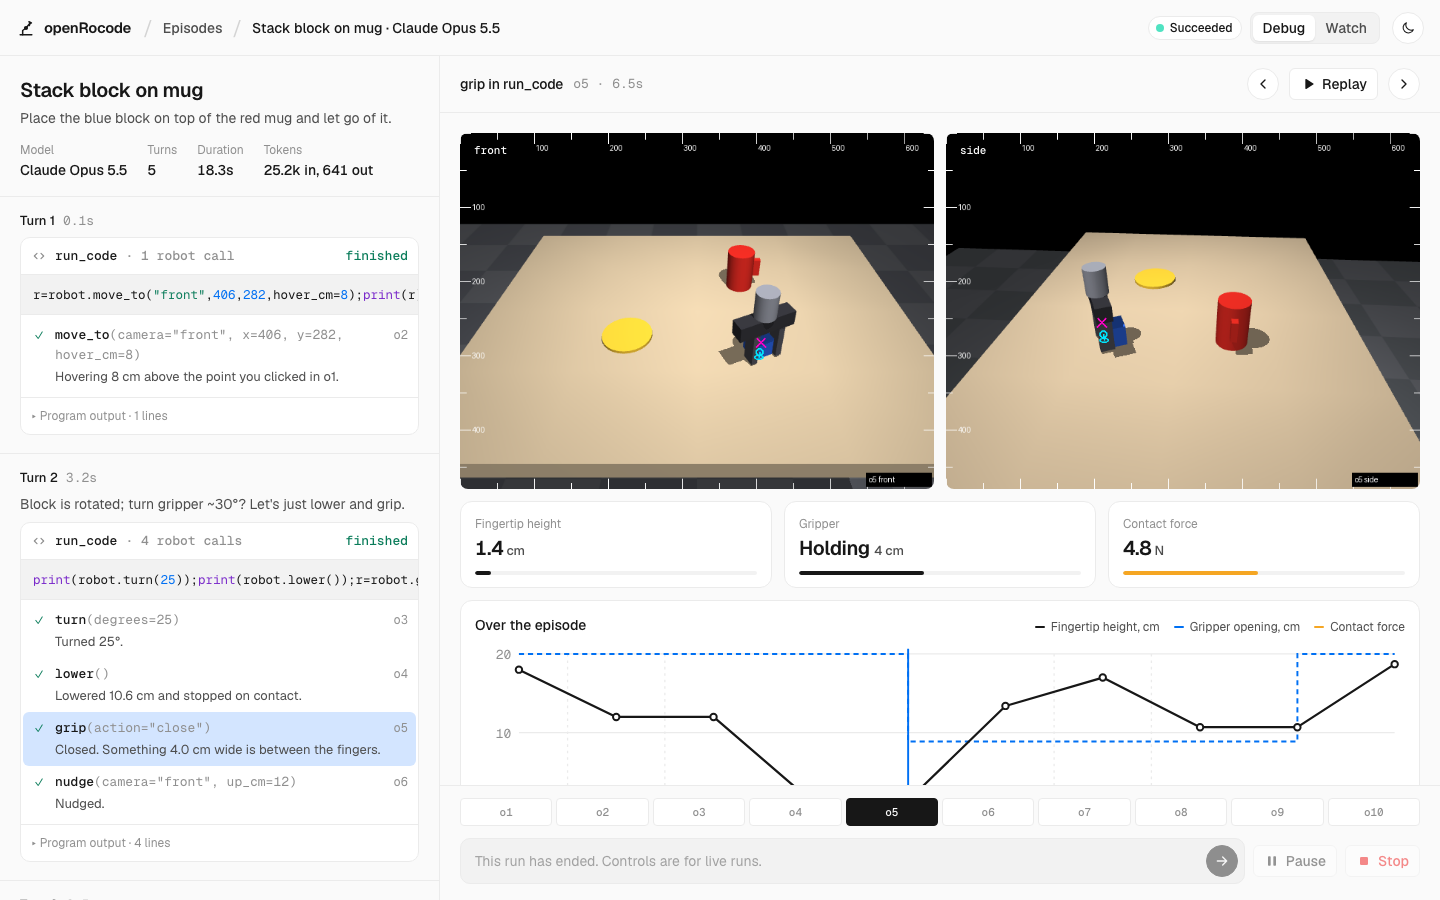 openRocode / Episodes / Stack block on mug · Claude Opus 5.5
Succeeded
Debug
Watch
Stack block on mug
Place the blue block on top of the red mug and let go of it.
Model Turns Duration Tokens
Claude Opus 5.5 5 18.3s 25.2k in, 641 out
Turn 1 0.1s
run_code · 1 robot call finished
r=robot.move_to("front",406,282,hover_cm=8);print(r
move_to(camera="front", x=406, y=282, o2
hover_cm=8)
Hovering 8 cm above the point you clicked in o1.
Program output · 1 lines
Turn 2 3.2s
Block is rotated; turn gripper ~30°? Let's just lower and grip.
run_code · 4 robot calls finished
print(robot.turn(25));print(robot.lower());r=robot.g
turn(degrees=25) o3
Turned 25°.
lower() o4
Lowered 10.6 cm and stopped on contact.
grip(action="close") o5
Closed. Something 4.0 cm wide is between the fingers.
nudge(camera="front", up_cm=12) o6
Nudged.
Program output · 4 lines
grip in run_code o5 · 6.5s
Replay
front
100 200 300 400 500 600
100
200
300
400
o5 front
side
100 200 300 400 500 600
100
200
300
400
o5 side
Fingertip height
1.4 cm
Gripper
Holding 4 cm
Contact force
4.8 N
Over the episode
Fingertip height, cm Gripper opening, cm Contact force
20
10
o1 o2 o3 o4 o5 o6 o7 o8 o9 o10
This run has ended. Controls are for live runs.
Pause
Stop